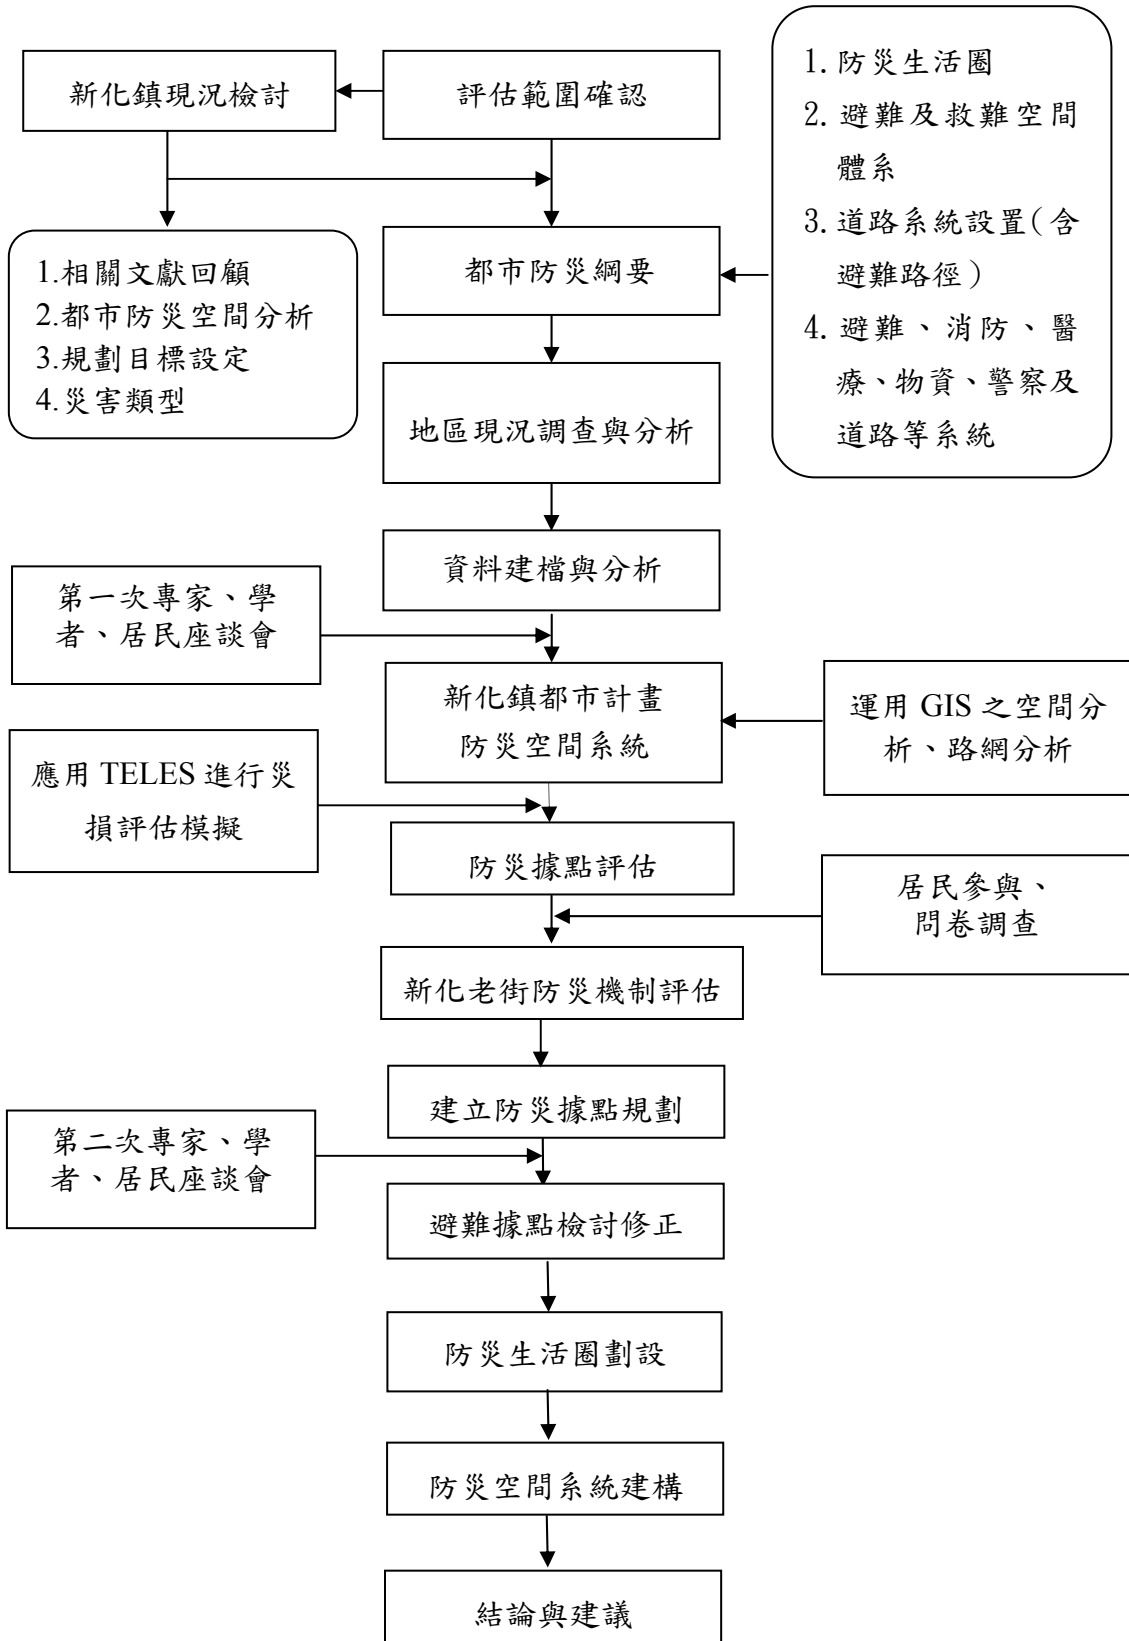 新化鎮現況檢討
評估範圍確認
1. 防災生活圈
2. 避難及救難空間
體系
3. 道路系統設置(含
避難路徑)
4. 避難、消防、醫
療、物資、警察及
道路等系統
都市防災綱要
1.相關文獻回顧
2.都市防災空間分析
3.規劃目標設定
4.災害類型
地區現況調查與分析
資料建檔與分析
第一次專家、學
者、居民座談會
新化鎮都市計畫
防災空間系統
運用 GIS 之空間分
析、路網分析
應用 TELES 進行災
損評估模擬
防災據點評估
居民參與、
問卷調查
新化老街防災機制評估
建立防災據點規劃
第二次專家、學
者、居民座談會
避難據點檢討修正
防災生活圈劃設
防災空間系統建構
結論與建議